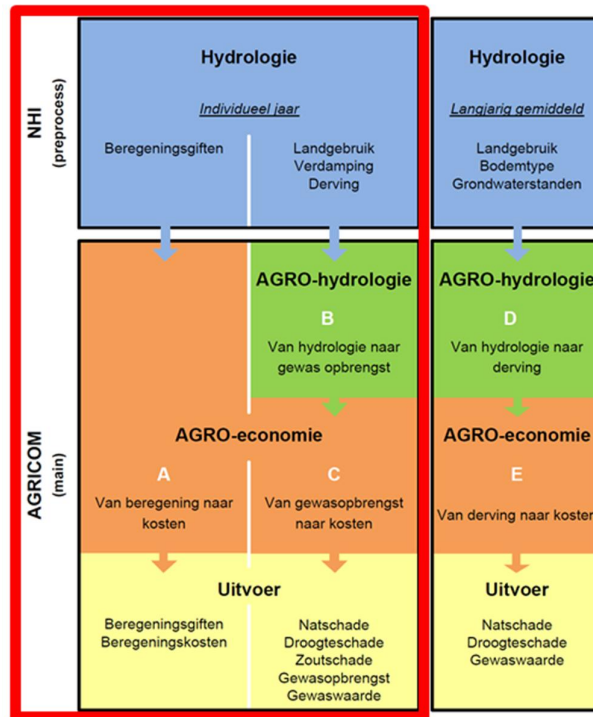 NHI
(preprocess)
Hydrologie
Individueel jaar
Beregeningsgiften
Landgebruik
Verdamping
Derving
Hydrologie
Langjarig gemiddeld
Landgebruik
Bodemtype
Grondwaterstanden
AGRICOM
(main)
AGRO-hydrologie
B
Van hydrologie naar
gewas opbrengst
AGRO-hydrologie
D
Van hydrologie naar
derving
AGRO-economie
A
Van beregening naar
kosten
C
Van gewasopbrengst
naar kosten
AGRO-economie
E
Van derving naar kosten
Uitvoer
Beregeningsgiften
Beregeningskosten
Natschade
Droogteschade
Zoutschade
Gewasopbrengst
Gewaswaarde
Uitvoer
Natschade
Droogteschade
Gewaswaarde